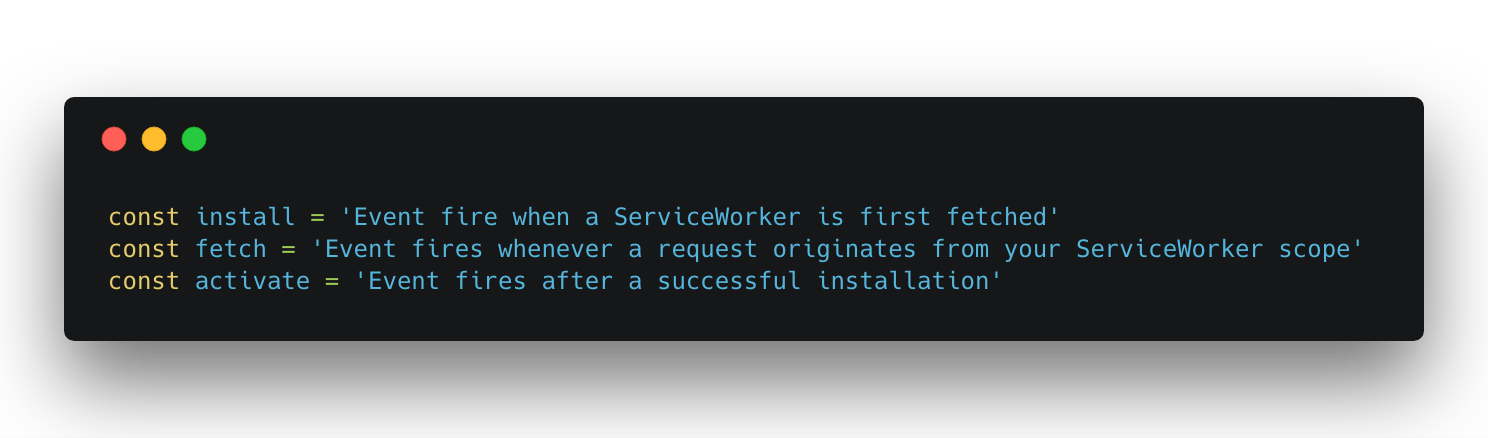 const install = 'Event fire when a ServiceWorker is first fetched'
const fetch = 'Event fires whenever a request originates from your ServiceWorker scope'
const activate = 'Event fires after a successful installation'